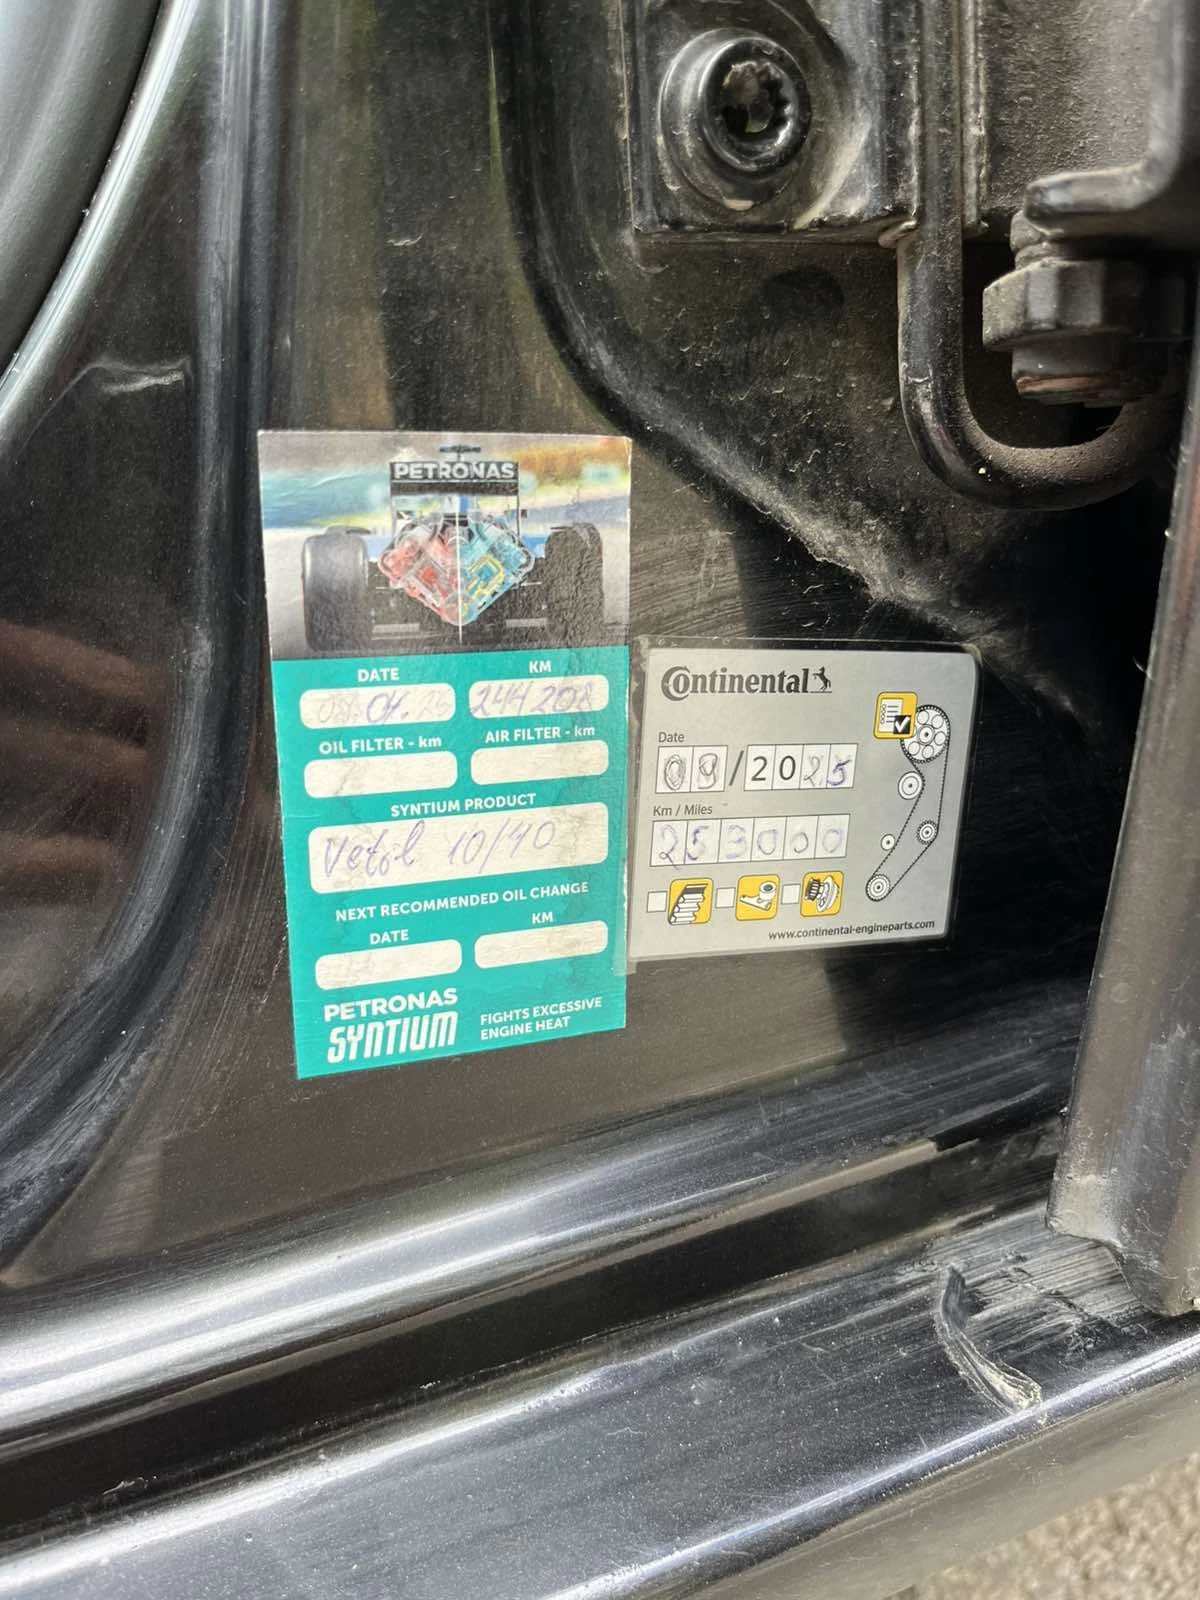 PETRONAS
DATE
KM
244 208
OIL FILTER - km
AIR FILTER - km
SYNTIUM PRODUCT
10/40
NEXT RECOMMENDED OIL CHANGE
DATE
KM
PETRONAS
SYNTIUM
FIGHTS EXCESSIVE
ENGINE HEAT
Continental
Date
09/2025
Km / Miles
253000
www.continental-engineparts.com